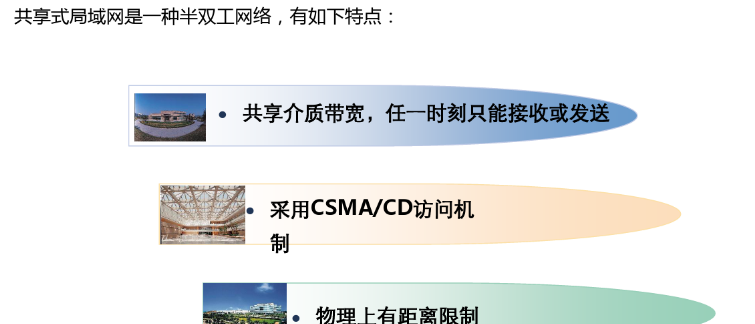 共享式局域网是一种半双工网络，有如下特点：
• 共享介质带宽，任一时刻只能接收或发送
• 采用CSMA/CD访问机
制
• 物理上有距离限制